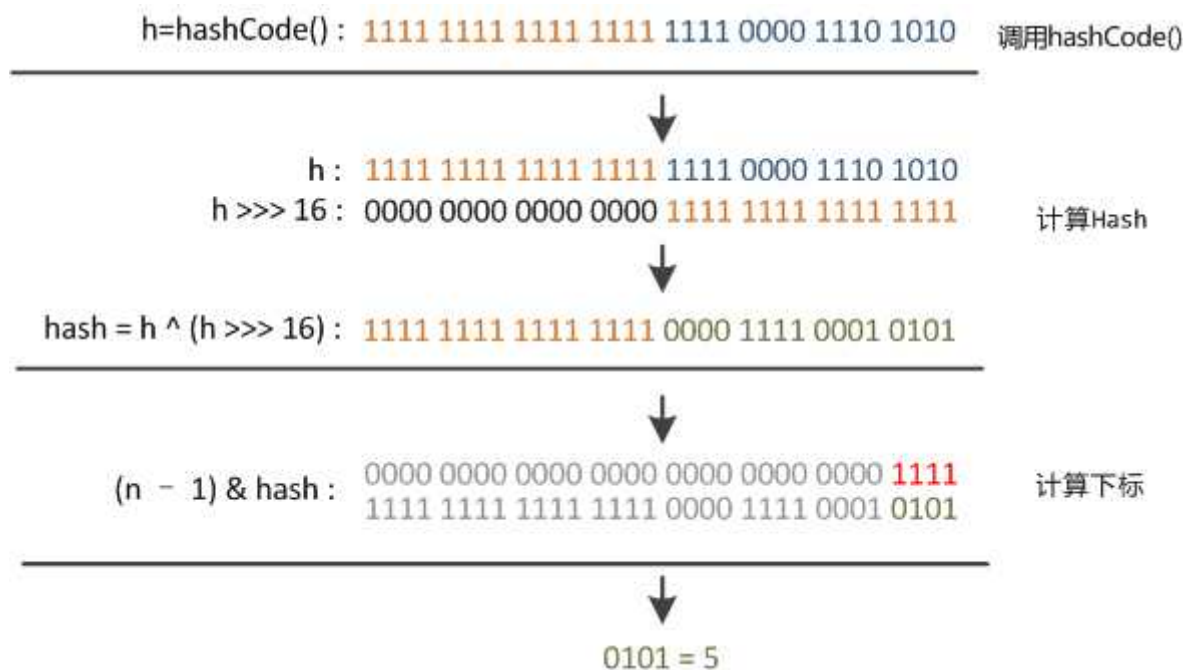 h=hashCode() : 1111 1111 1111 1111 1111 0000 1110 1010 调用hashCode()
h : 1111 1111 1111 1111 1111 0000 1110 1010
h >>> 16 : 0000 0000 0000 0000 1111 1111 1111 1111
计算Hash
hash = h ^ (h >>> 16) : 1111 1111 1111 1111 0000 1111 0001 0101
(n - 1) & hash : 0000 0000 0000 0000 0000 0000 0000 1111
1111 1111 1111 1111 0000 1111 0001 0101
计算下标
0101 = 5